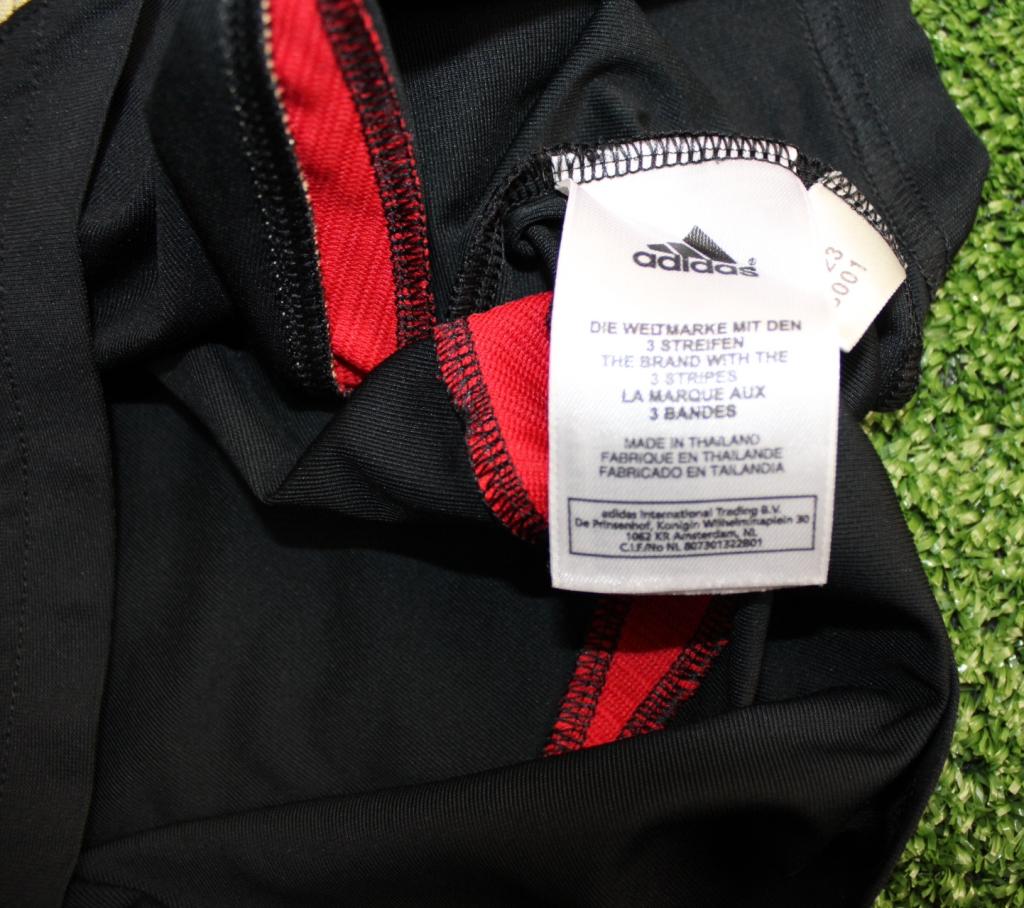 adidas
DIE WELTMARKE MIT DEN
3 STREIFEN
THE BRAND WITH THE
3 STRIPES
LA MARQUE AUX
3 BANDES
MADE IN THAILAND
FABRIQUE EN THAILANDE
FABRICADO EN TAILANDIA
adidas International Trading B.V.
De Prinsenhof, Konigin Wilhelminaplein 30
1062 KR Amsterdam, NL
C.I.F./No NL 807301322B01
23
001